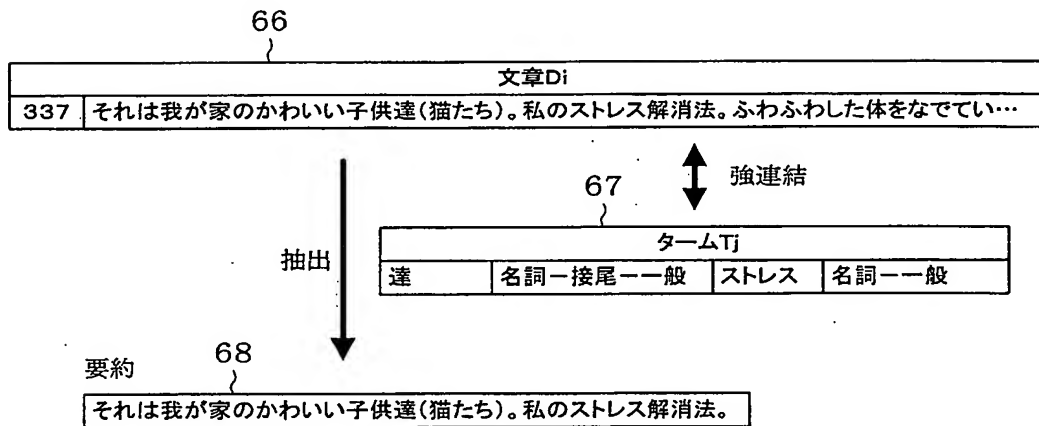 66
文章Di
337 それは我が家のかわいい子供達(猫たち)。私のストレス解消法。ふわふわした体をなでてい…
強連結
67
タームTj
達 名詞－接尾－一般 ストレス 名詞－一般
抽出
要約
68
それは我が家のかわいい子供達(猫たち)。私のストレス解消法。